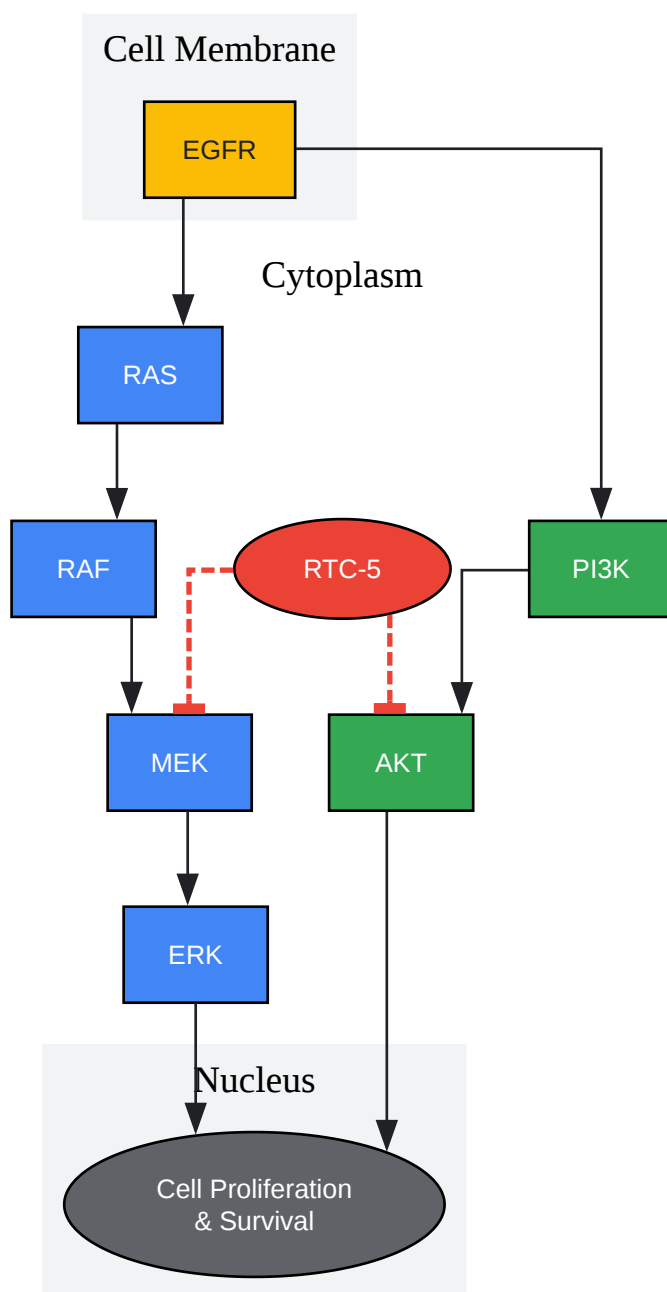 Cell Membrane
EGFR
Cytoplasm
RAS
RAF
RTC-5
PI3K
MEK
AKT
ERK
Nucleus
Cell Proliferation
& Survival